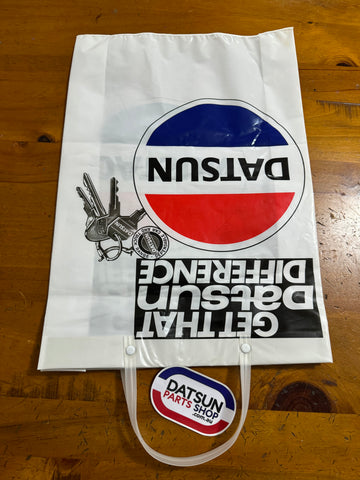 GET THAT
DATSUN
DIFFERENCE
DATSUN
DATSUN
PARTS
SHOP
.com.au